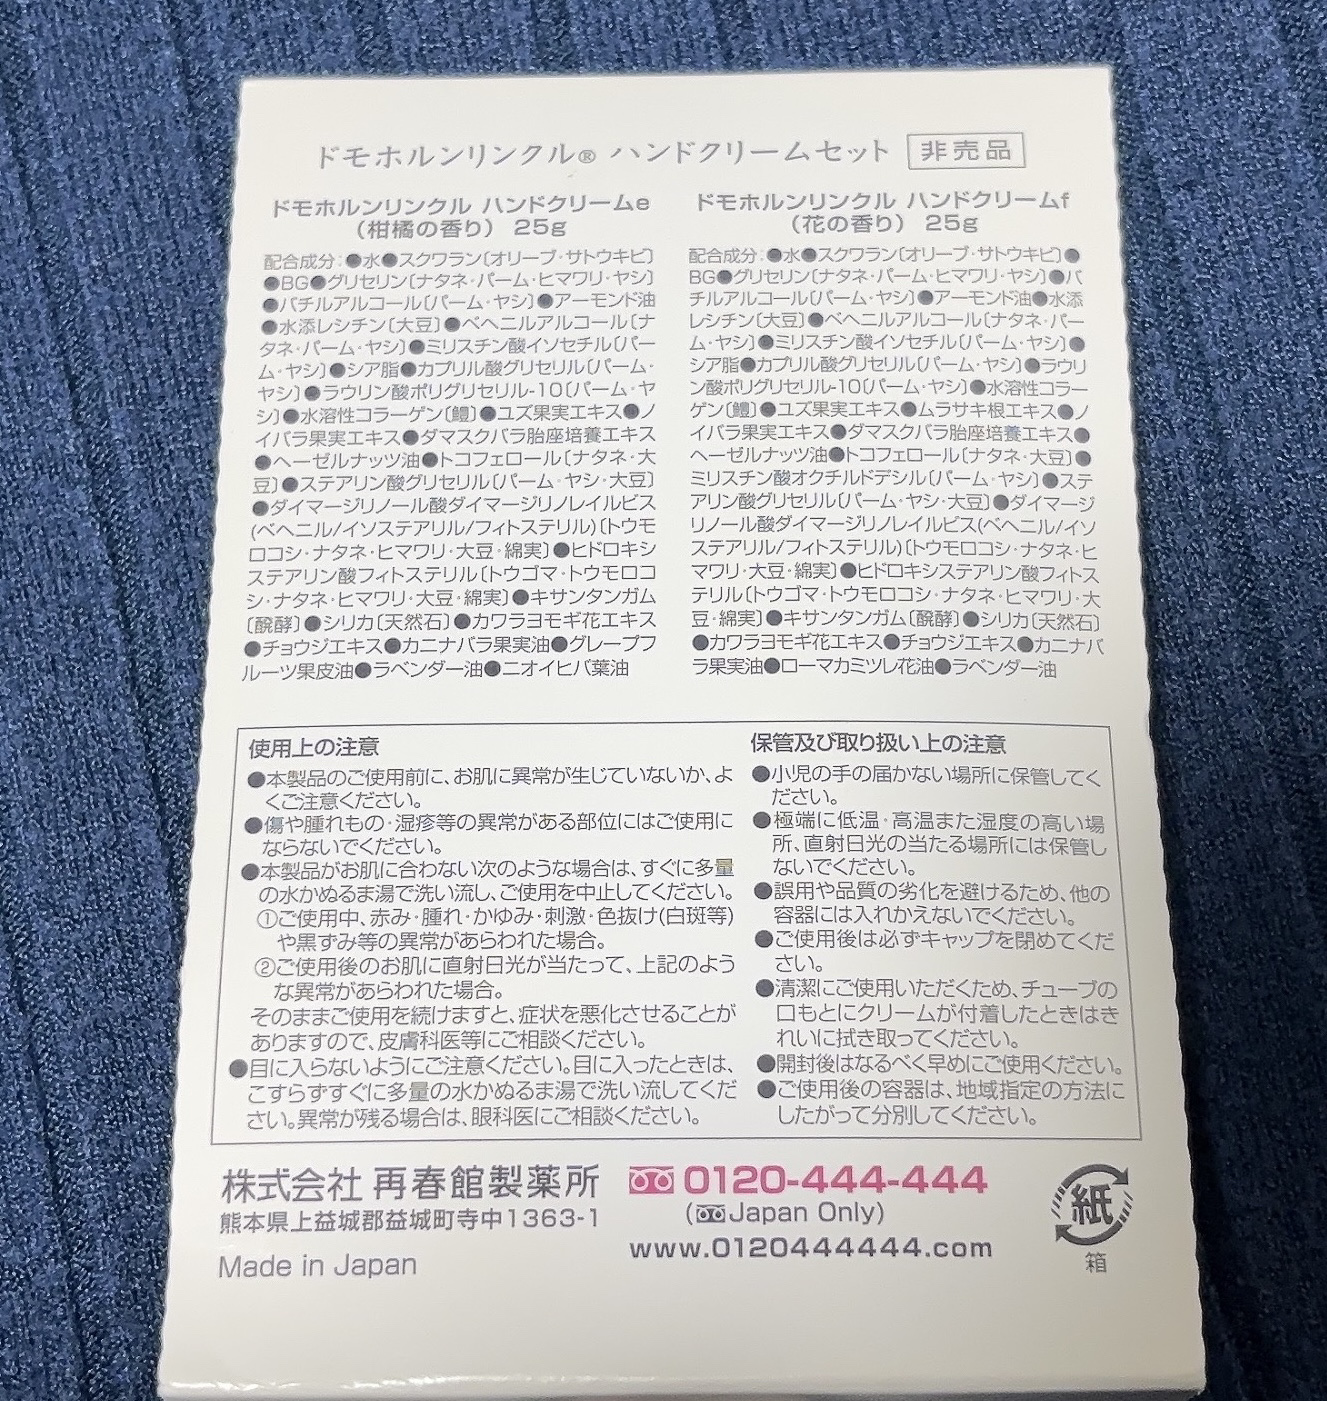 ドモホルンリンクル® ハンドクリームセット 非売品
ドモホルンリンクル ハンドクリームe
(柑橘の香り) 25g
配合成分:●水●スクワラン〔オリーブ・サトウキビ〕
●BG●グリセリン〔ナタネ・パーム・ヒマワリ・ヤシ〕
●バチルアルコール〔パーム・ヤシ〕●アーモンド油
●水添レシチン〔大豆〕●ベヘニルアルコール〔ナ
タネ・パーム・ヤシ〕●ミリスチン酸イソセチル〔パー
ム・ヤシ〕●シア脂●カプリル酸グリセリル〔パーム・
ヤシ〕●ラウリン酸ポリグリセリル-10〔パーム・ヤ
シ〕●水溶性コラーゲン〔鱧〕●ユズ果実エキス●ノ
イバラ果実エキス●ダマスクバラ胎座培養エキス
●ヘーゼルナッツ油●トコフェロール〔ナタネ・大
豆〕●ステアリン酸グリセリル〔パーム・ヤシ・大豆〕
●ダイマージリノール酸ダイマージリノレイルビス
(ベヘニル/イソステアリル/フィトステリル)〔トウモ
ロコシ・ナタネ・ヒマワリ・大豆・綿実〕●ヒドロキシ
ステアリン酸フィトステリル〔トウゴマ・トウモロコ
シ・ナタネ・ヒマワリ・大豆・綿実〕●キサンタンガム
〔醗酵〕●シリカ〔天然石〕●カワラヨモギ花エキス
●チョウジエキス●カニナバラ果実油●グレープフ
ルーツ果皮油●ラベンダー油●ニオイヒバ葉油
ドモホルンリンクル ハンドクリームf
(花の香り) 25g
配合成分:●水●スクワラン〔オリーブ・サトウキビ〕●
BG●グリセリン〔ナタネ・パーム・ヒマワリ・ヤシ〕●バ
チルアルコール〔パーム・ヤシ〕●アーモンド油●水添
レシチン〔大豆〕●ベヘニルアルコール〔ナタネ・パー
ム・ヤシ〕●ミリスチン酸イソセチル〔パーム・ヤシ〕●
シア脂●カプリル酸グリセリル〔パーム・ヤシ〕●ラウリ
ン酸ポリグリセリル-10〔パーム・ヤシ〕●水溶性コラー
ゲン〔鱧〕●ユズ果実エキス●ムラサキ根エキス●ノ
イバラ果実エキス●ダマスクバラ胎座培養エキス●
ヘーゼルナッツ油●トコフェロール〔ナタネ・大豆〕●
ミリスチン酸オクチルドデシル〔パーム・ヤシ〕●ステ
アリン酸グリセリル〔パーム・ヤシ・大豆〕●ダイマージ
リノール酸ダイマージリノレイルビス(ベヘニル/イソ
ステアリル/フィトステリル)〔トウモロコシ・ナタネ・ヒ
マワリ・大豆・綿実〕●ヒドロキシステアリン酸フィトス
テリル〔トウゴマ・トウモロコシ・ナタネ・ヒマワリ・大
豆・綿実〕●キサンタンガム〔醗酵〕●シリカ〔天然石〕
●カワラヨモギ花エキス●チョウジエキス●カニナバ
ラ果実油●ローマカミツレ花油●ラベンダー油
使用上の注意
●本製品のご使用前に、お肌に異常が生じていないか、よ
くご注意ください。
●傷や腫れもの・湿疹等の異常がある部位にはご使用に
ならないでください。
●本製品がお肌に合わない次のような場合は、すぐに多量
の水かぬるま湯で洗い流し、ご使用を中止してください。
①ご使用中、赤み・腫れ・かゆみ・刺激・色抜け(白斑等)
や黒ずみ等の異常があらわれた場合。
②ご使用後のお肌に直射日光が当たって、上記のよう
な異常があらわれた場合。
そのままご使用を続けますと、症状を悪化させることが
ありますので、皮膚科医等にご相談ください。
●目に入らないようにご注意ください。目に入ったときは、
こすらずすぐに多量の水かぬるま湯で洗い流してくだ
さい。異常が残る場合は、眼科医にご相談ください。
保管及び取り扱い上の注意
●小児の手の届かない場所に保管してく
ださい。
●極端に低温・高温また湿度の高い場
所、直射日光の当たる場所には保管し
ないでください。
●誤用や品質の劣化を避けるため、他の
容器には入れかえないでください。
●ご使用後は必ずキャップを閉めてくだ
さい。
●清潔にご使用いただくため、チューブの
口もとにクリームが付着したときはき
れいに拭き取ってください。
●開封後はなるべく早めにご使用ください。
●ご使用後の容器は、地域指定の方法に
したがって分別してください。
株式会社 再春館製薬所
熊本県上益城郡益城町寺中1363-1
Made in Japan
0120-444-444
(Japan Only)
www.0120444444.com
紙
箱